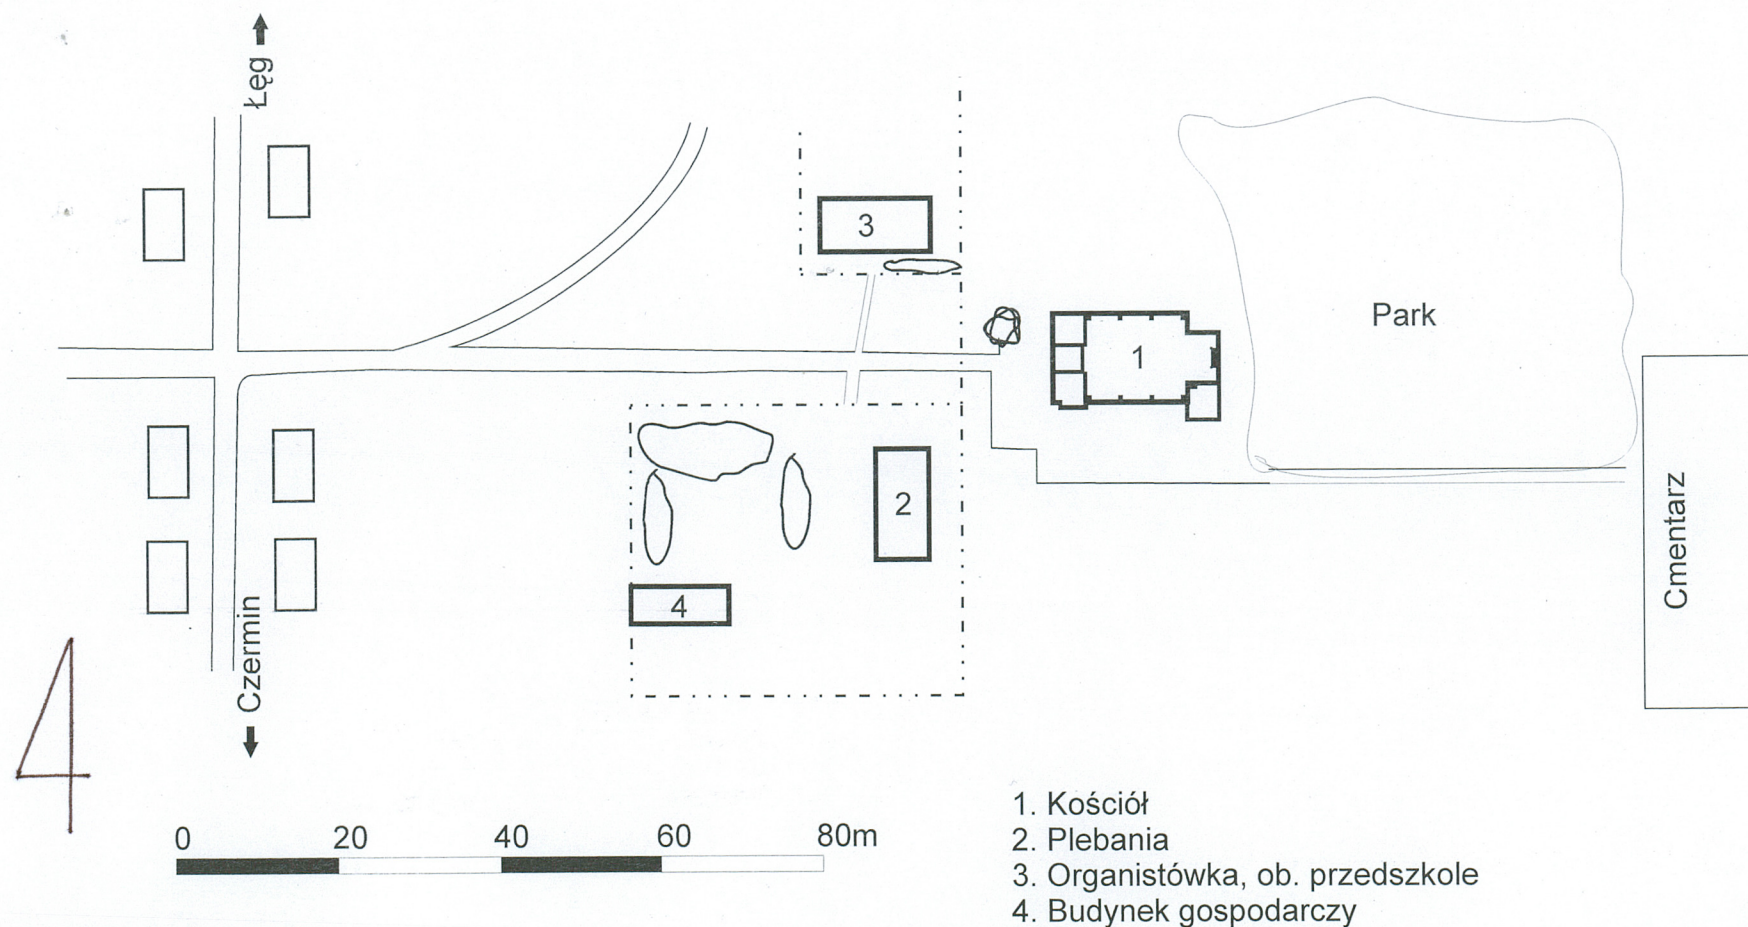 Łęg
3
1
Park
2
Cmentarz
4
Czermin
4
0 20 40 60 80m
1. Kościół
2. Plebania
3. Organistówka, ob. przedszkole
4. Budynek gospodarczy